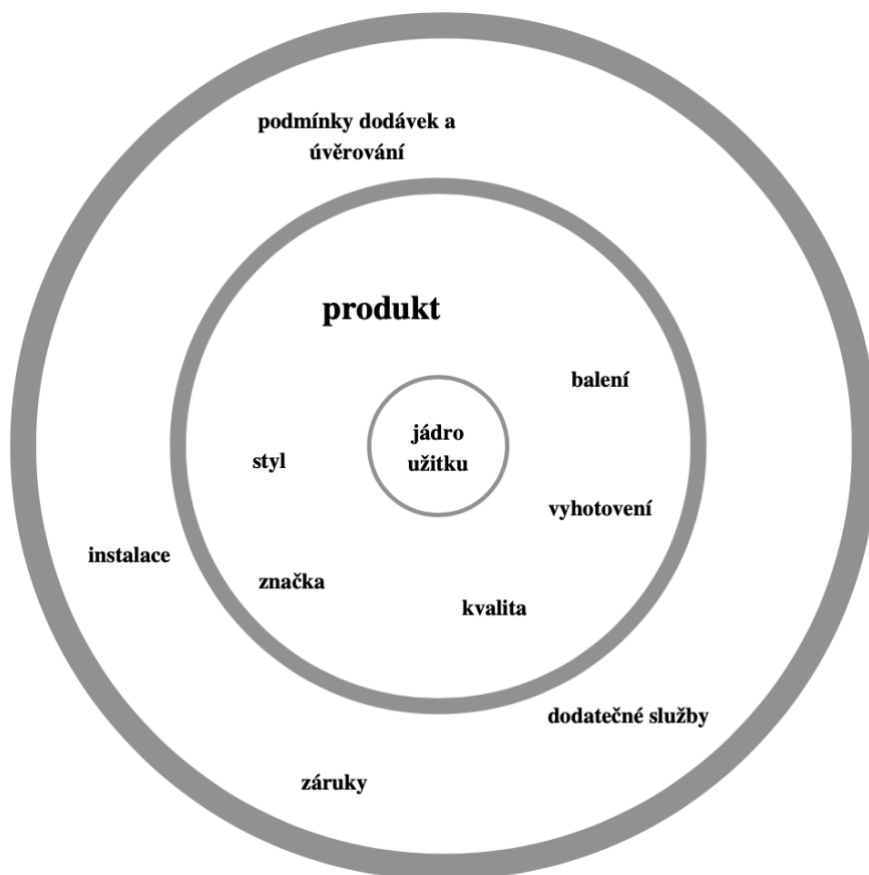 podmínky dodávek a
úvěrování
produkt
balení
jádro
užitku
styl
vyhotovení
instalace
značka
kvalita
dodatečné služby
záruky